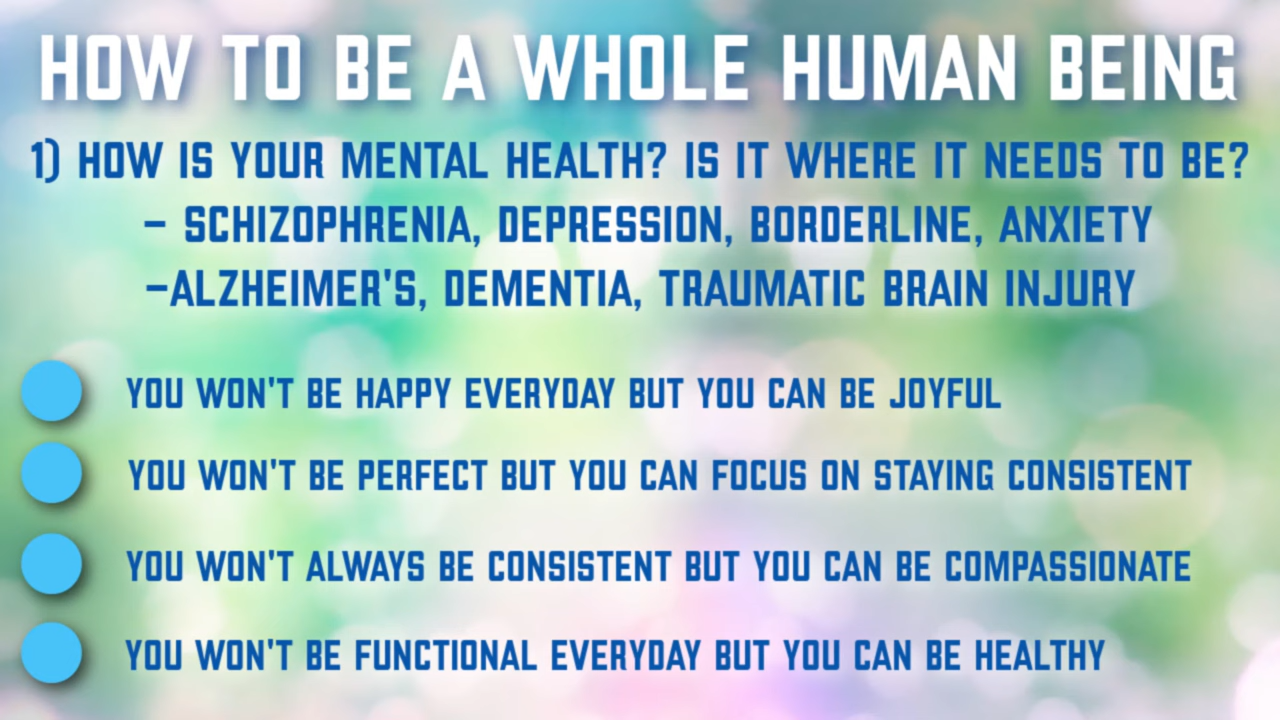 HOW TO BE A WHOLE HUMAN BEING
1) HOW IS YOUR MENTAL HEALTH? IS IT WHERE IT NEEDS TO BE?
– SCHIZOPHRENIA, DEPRESSION, BORDERLINE, ANXIETY
–ALZHEIMER'S, DEMENTIA, TRAUMATIC BRAIN INJURY
YOU WON'T BE HAPPY EVERYDAY BUT YOU CAN BE JOYFUL
YOU WON'T BE PERFECT BUT YOU CAN FOCUS ON STAYING CONSISTENT
YOU WON'T ALWAYS BE CONSISTENT BUT YOU CAN BE COMPASSIONATE
YOU WON'T BE FUNCTIONAL EVERYDAY BUT YOU CAN BE HEALTHY